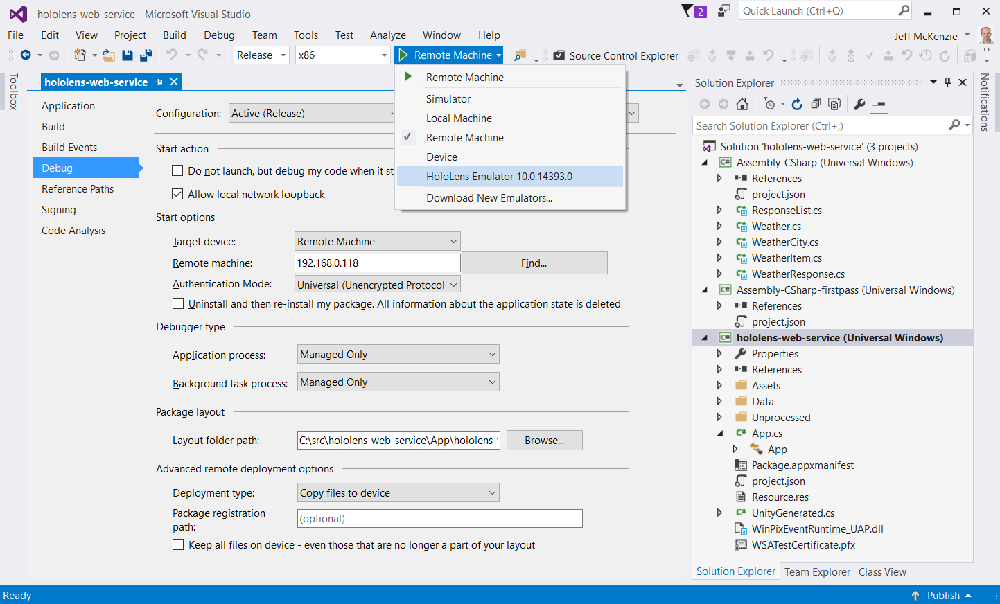 hololens-web-service - Microsoft Visual Studio
2
Quick Launch (Ctrl+Q)
File Edit View Project Build Debug Team Tools Test Analyze Window Help
Jeff McKenzie
Release
x86
Remote Machine
Source Control Explorer
Toolbox
hololens-web-service
Application
Build
Build Events
Debug
Reference Paths
Signing
Code Analysis
Configuration: Active (Release)
Start action
Do not launch, but debug my code when it st
Allow local network loopback
Start options
Target device: Remote Machine
Remote machine: 192.168.0.118 Find...
Authentication Mode: Universal (Unencrypted Protocol
Uninstall and then re-install my package. All information about the application state is deleted
Debugger type
Application process: Managed Only
Background task process: Managed Only
Package layout
Layout folder path: C:\src\hololens-web-service\App\hololens- Browse...
Advanced remote deployment options
Deployment type: Copy files to device
Package registration
path:
(optional)
Keep all files on device - even those that are no longer a part of your layout
Remote Machine
Simulator
Local Machine
Remote Machine
Device
HoloLens Emulator 10.0.14393.0
Download New Emulators...
Solution Explorer
Search Solution Explorer (Ctrl+;)
Solution 'hololens-web-service' (3 projects)
C# Assembly-CSharp (Universal Windows)
References
project.json
C# ResponseList.cs
C# Weather.cs
C# WeatherCity.cs
C# WeatherItem.cs
C# WeatherResponse.cs
C# Assembly-CSharp-firstpass (Universal Windows)
References
project.json
C# hololens-web-service (Universal Windows)
Properties
References
Assets
Data
Unprocessed
C# App.cs
App
Package.appxmanifest
project.json
Resource.res
C# UnityGenerated.cs
WinPixEventRuntime_UAP.dll
WSATestCertificate.pfx
Solution Explorer Team Explorer Class View
Notifications
Ready
Publish